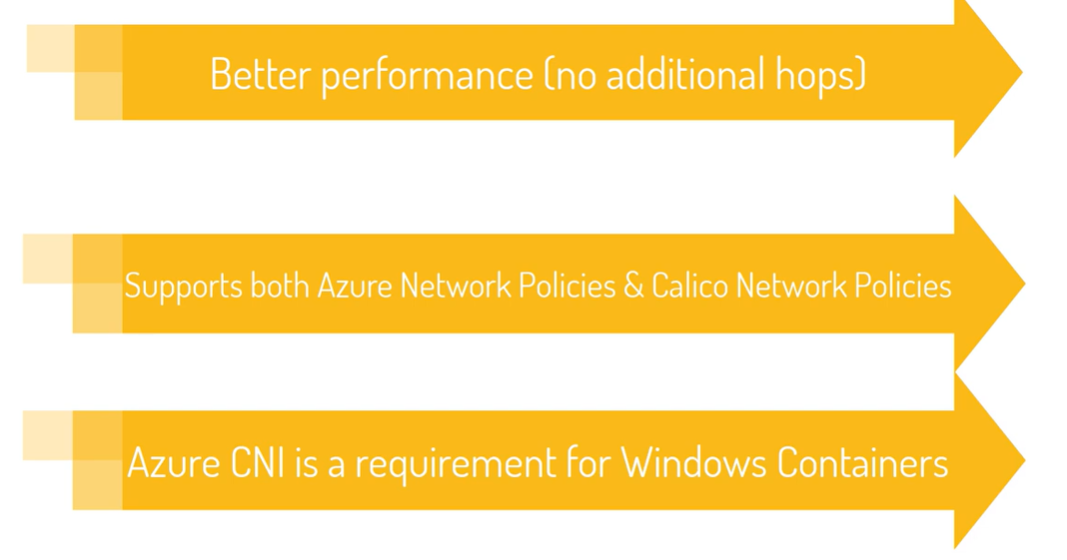 Better performance (no additional hops)
Supports both Azure Network Policies & Calico Network Policies
Azure CNI is a requirement for Windows Containers